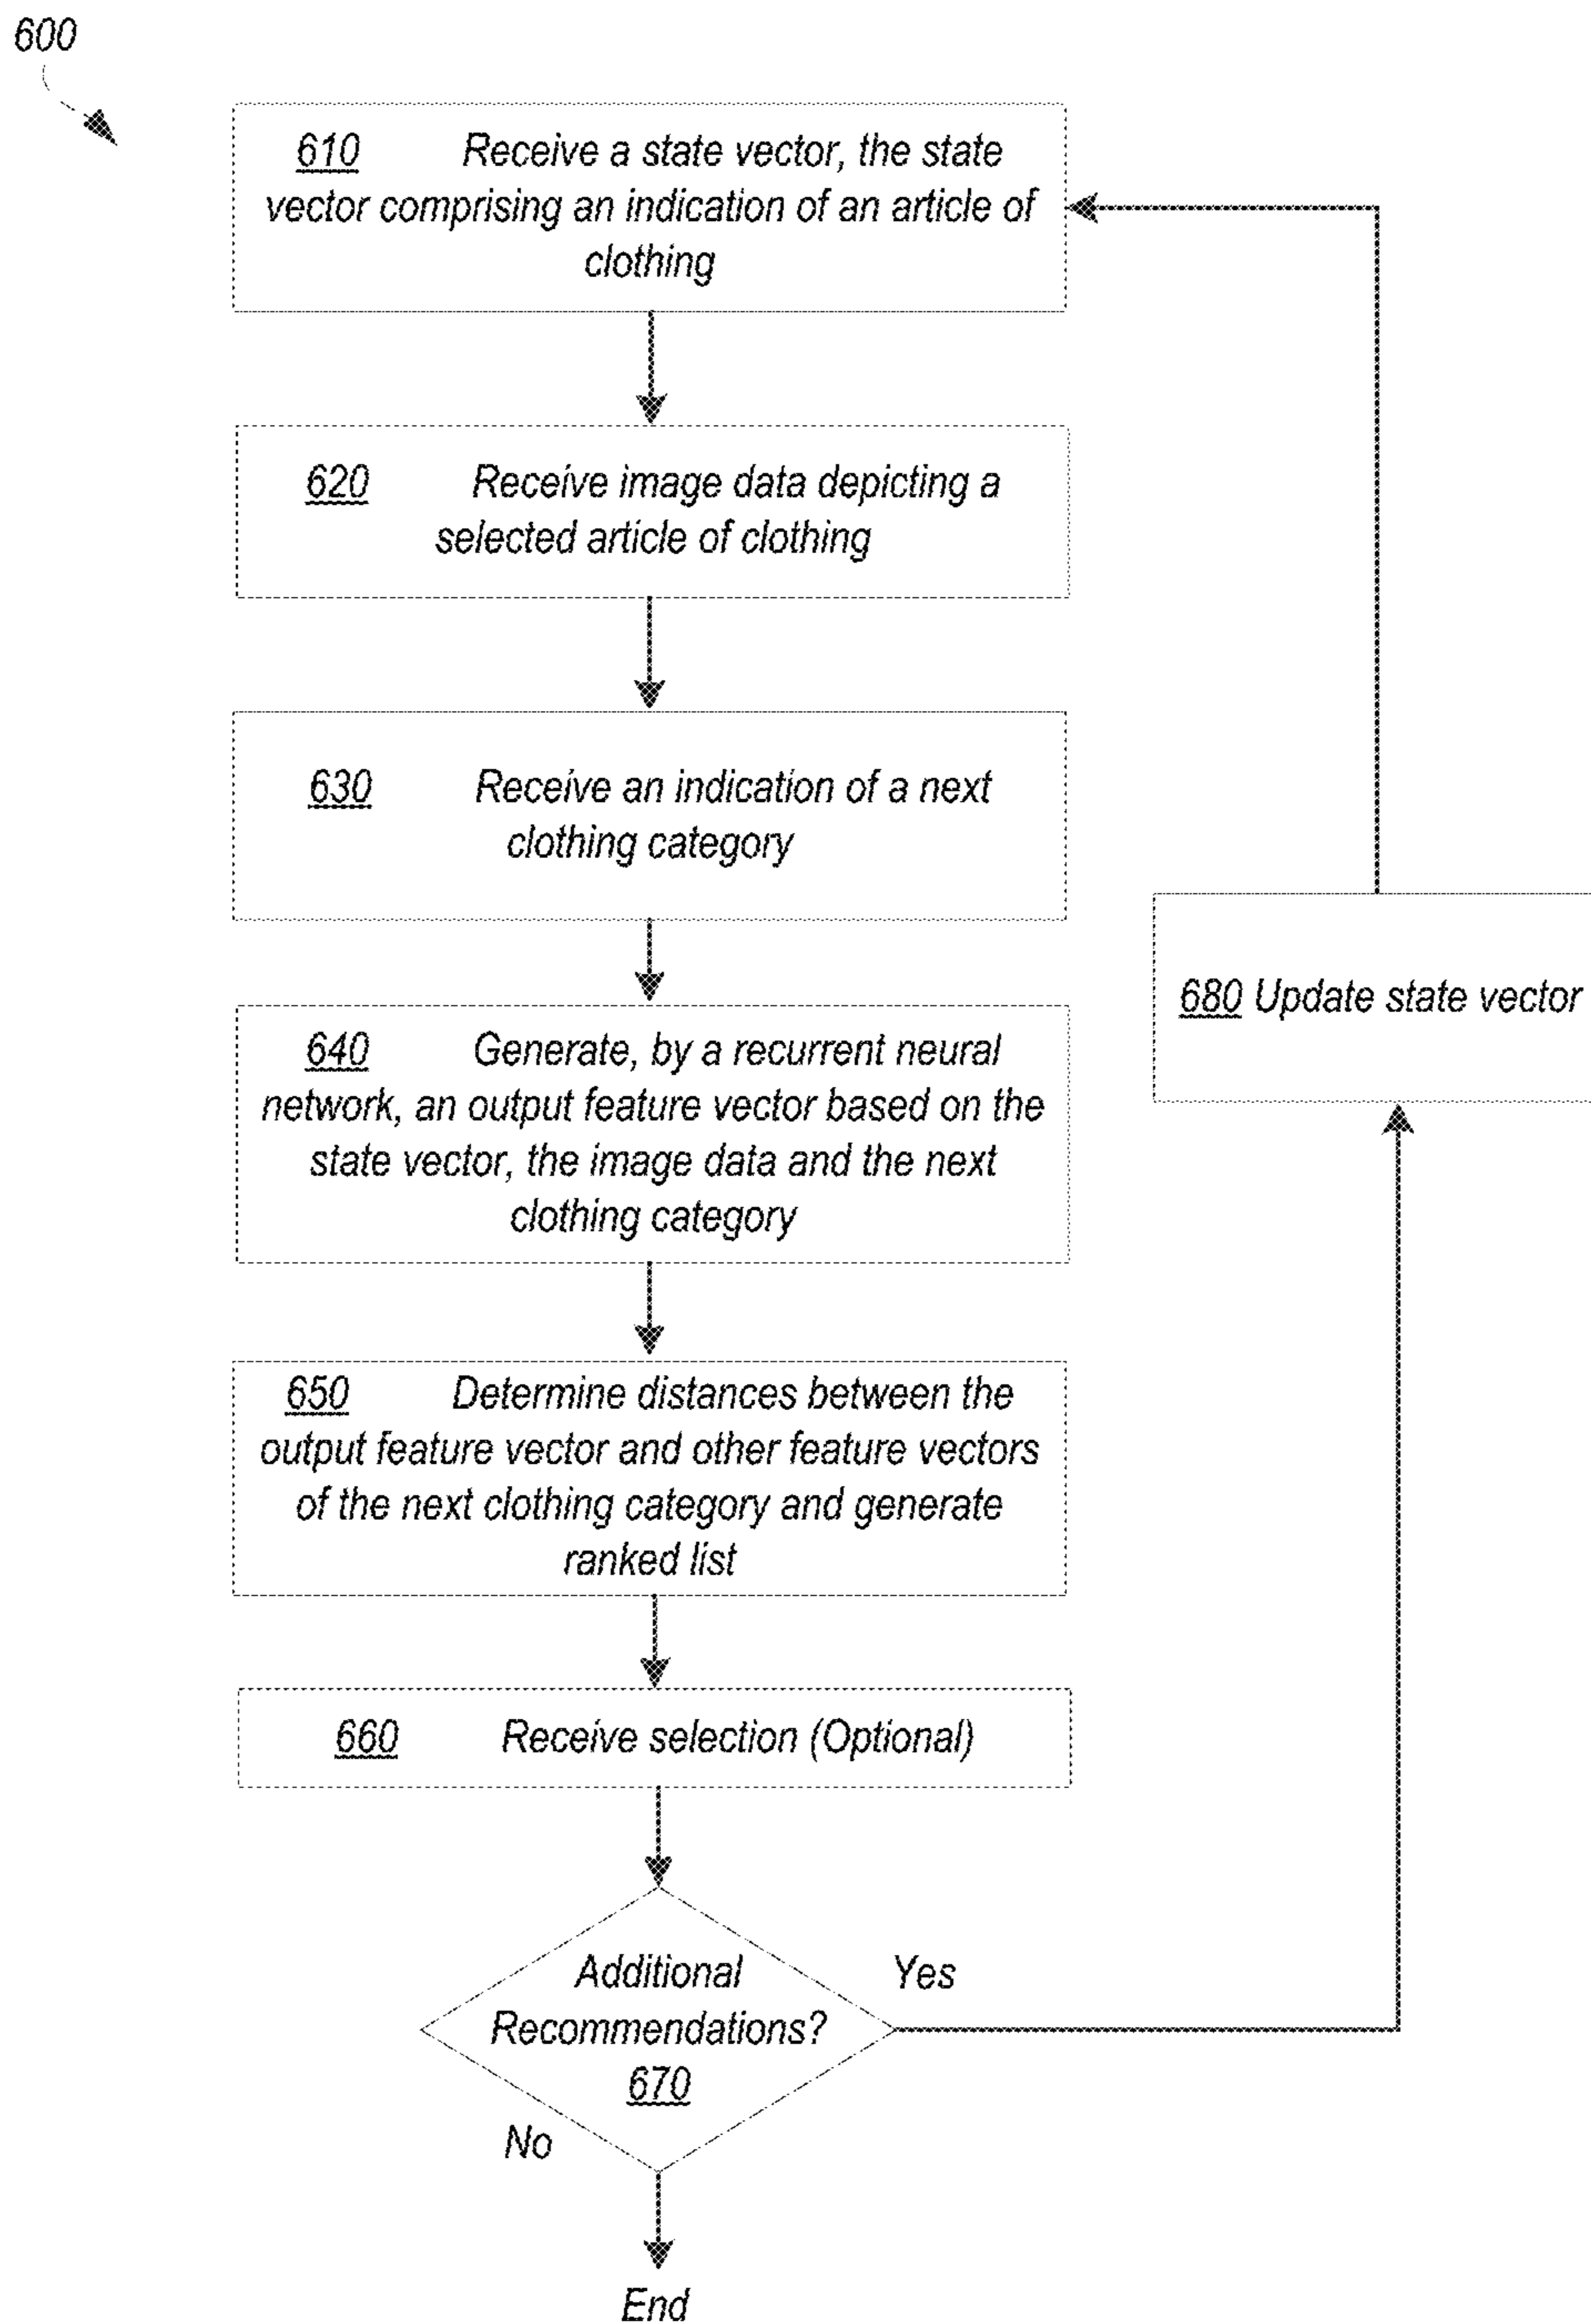 600
610 Receive a state vector, the state
vector comprising an indication of an article of
clothing
620 Receive image data depicting a
selected article of clothing
630 Receive an indication of a next
clothing category
680 Update state vector
640 Generate, by a recurrent neural
network, an output feature vector based on the
state vector, the image data and the next
clothing category
650 Determine distances between the
output feature vector and other feature vectors
of the next clothing category and generate
ranked list
660 Receive selection (Optional)
Additional
Recommendations?
670
Yes
No
End